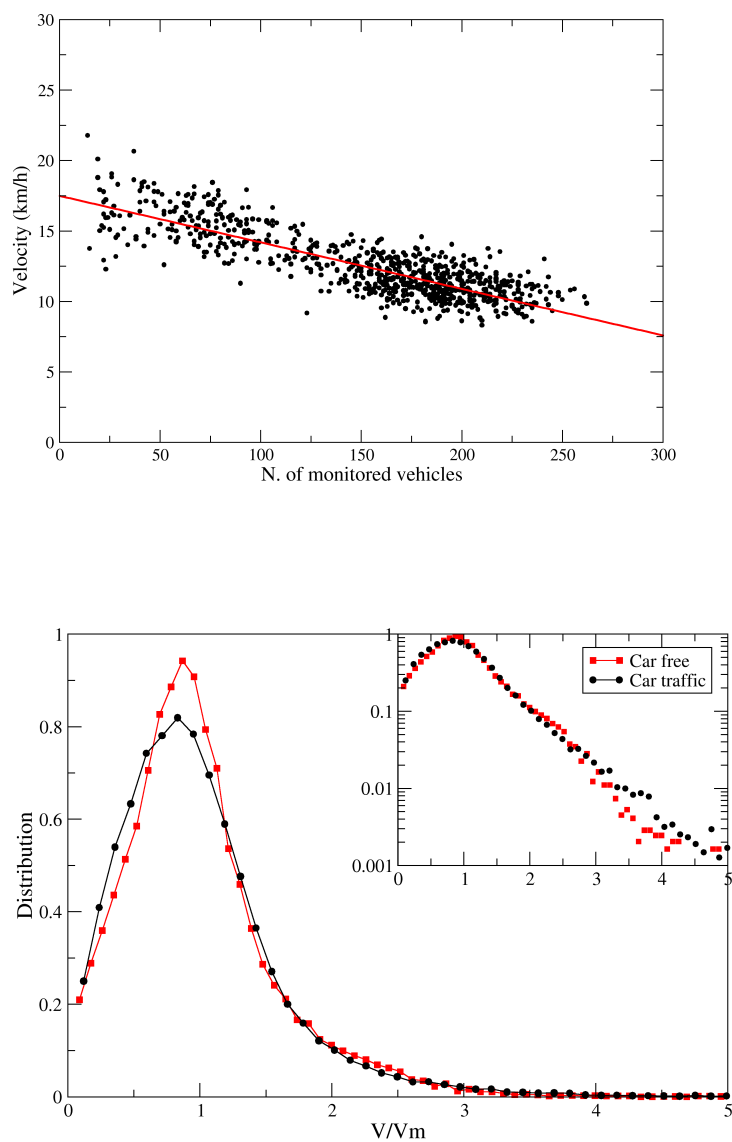 30
25
20
15
10
5
0
Velocity (km/h)
0 50 100 150 200 250 300
N. of monitored vehicles
1
0.8
0.6
0.4
0.2
0
Distribution
0 1 2 3 4 5
V/Vm
1
0.1
0.01
0.001
0 1 2 3 4 5
Car free
Car traffic